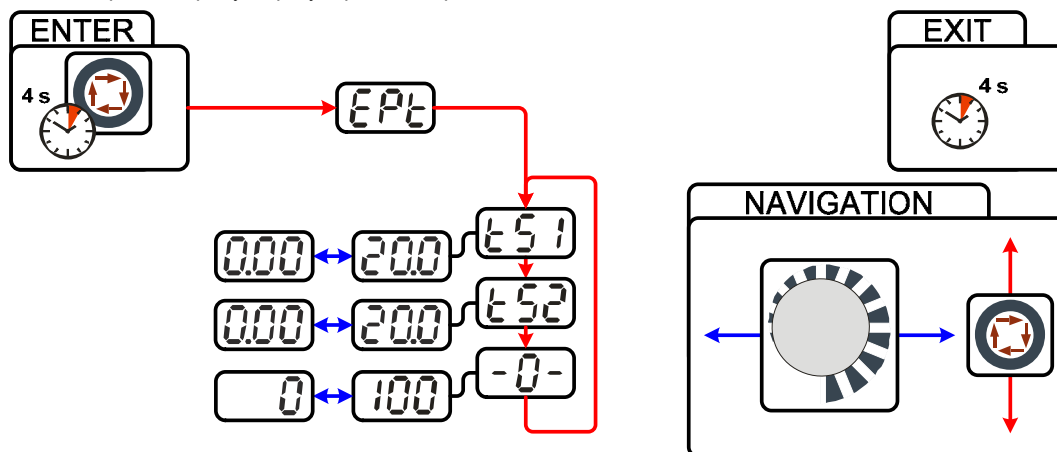 ENTER
EXIT
4 s
4 s
EPt
NAVIGATION
tS1
0.00
20.0
tS2
0.00
20.0
-0-
0
100